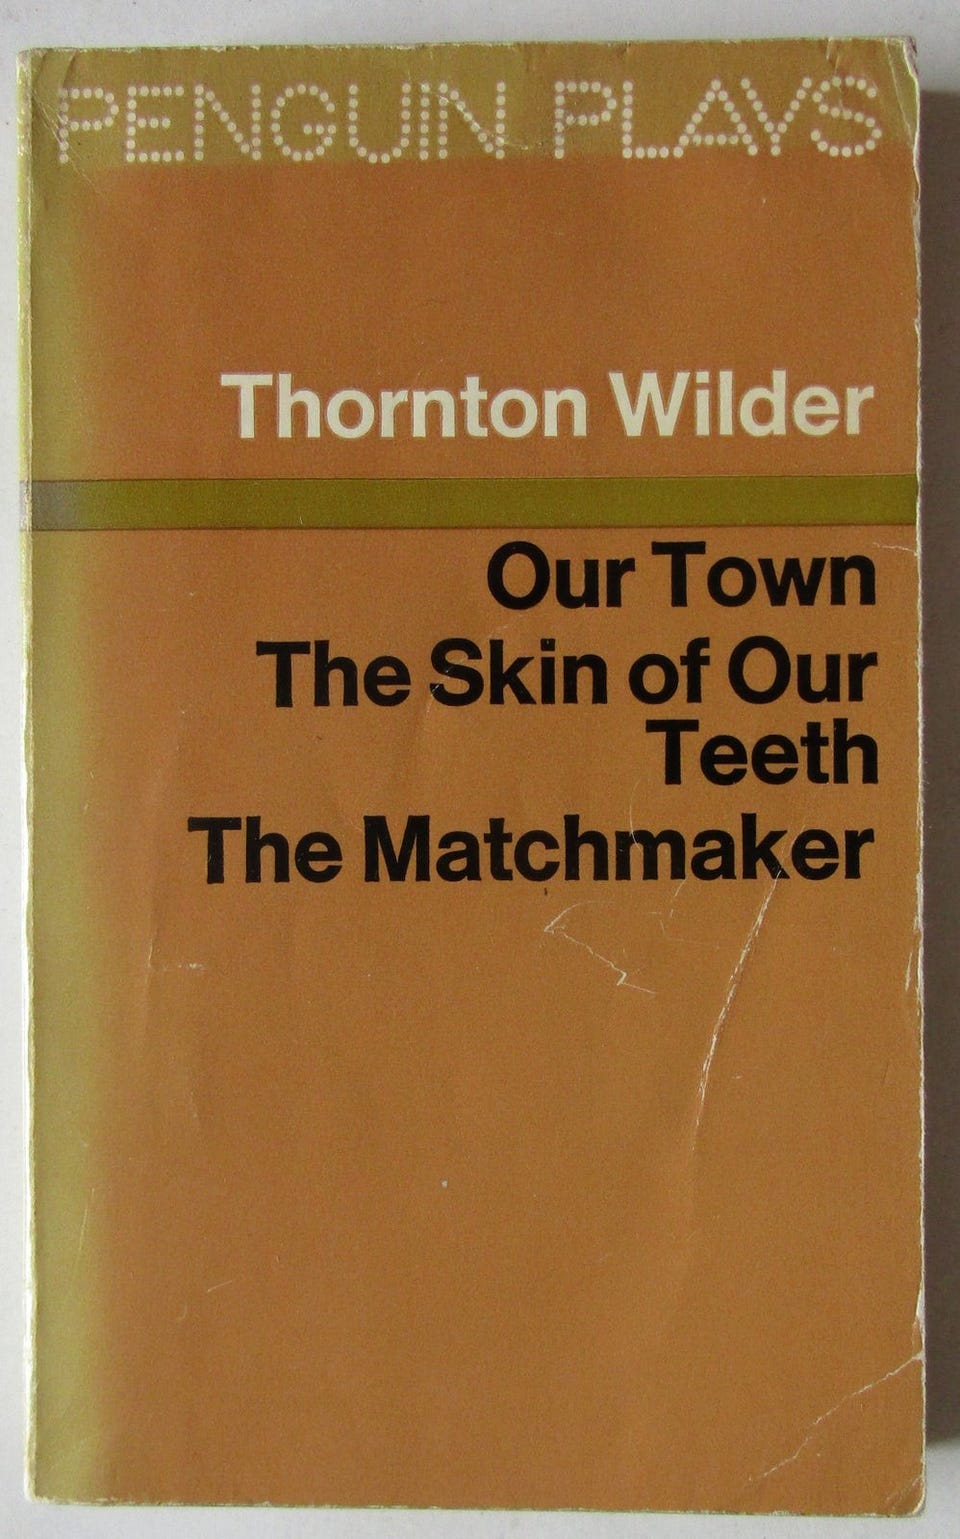 PENGUIN PLAYS
Thornton Wilder
Our Town
The Skin of Our
Teeth
The Matchmaker